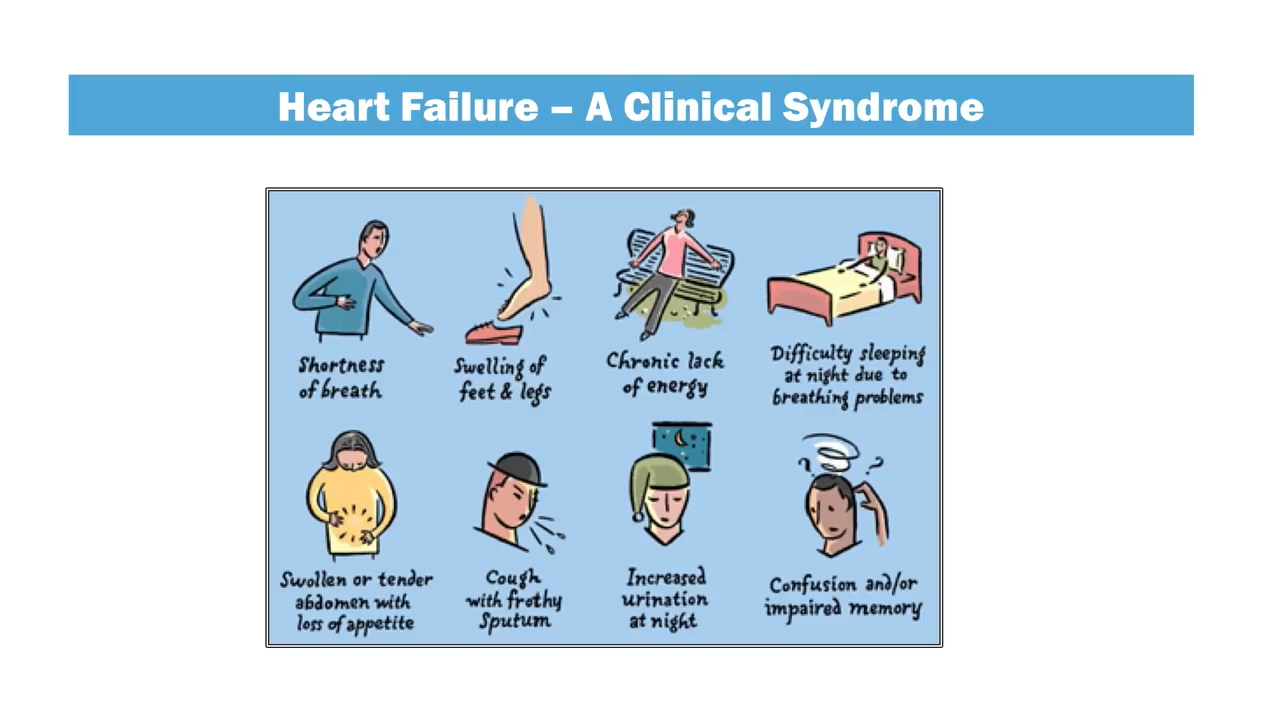 Heart Failure – A Clinical Syndrome
Shortness
of breath
Swelling of
feet & legs
Chronic lack
of energy
Difficulty sleeping
at night due to
breathing problems
Swollen or tender
abdomen with
loss of appetite
Cough
with frothy
Sputum
Increased
urination
at night
? ?
Confusion and/or
impaired memory